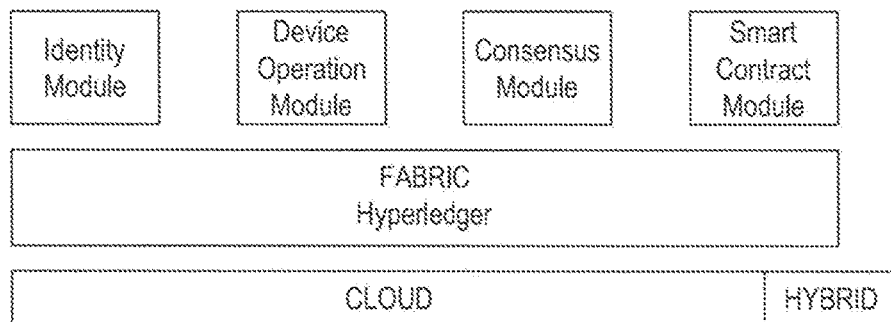 Identity
Module
Device
Operation
Module
Consensus
Module
Smart
Contract
Module
FABRIC
Hyperledger
CLOUD
HYBRID